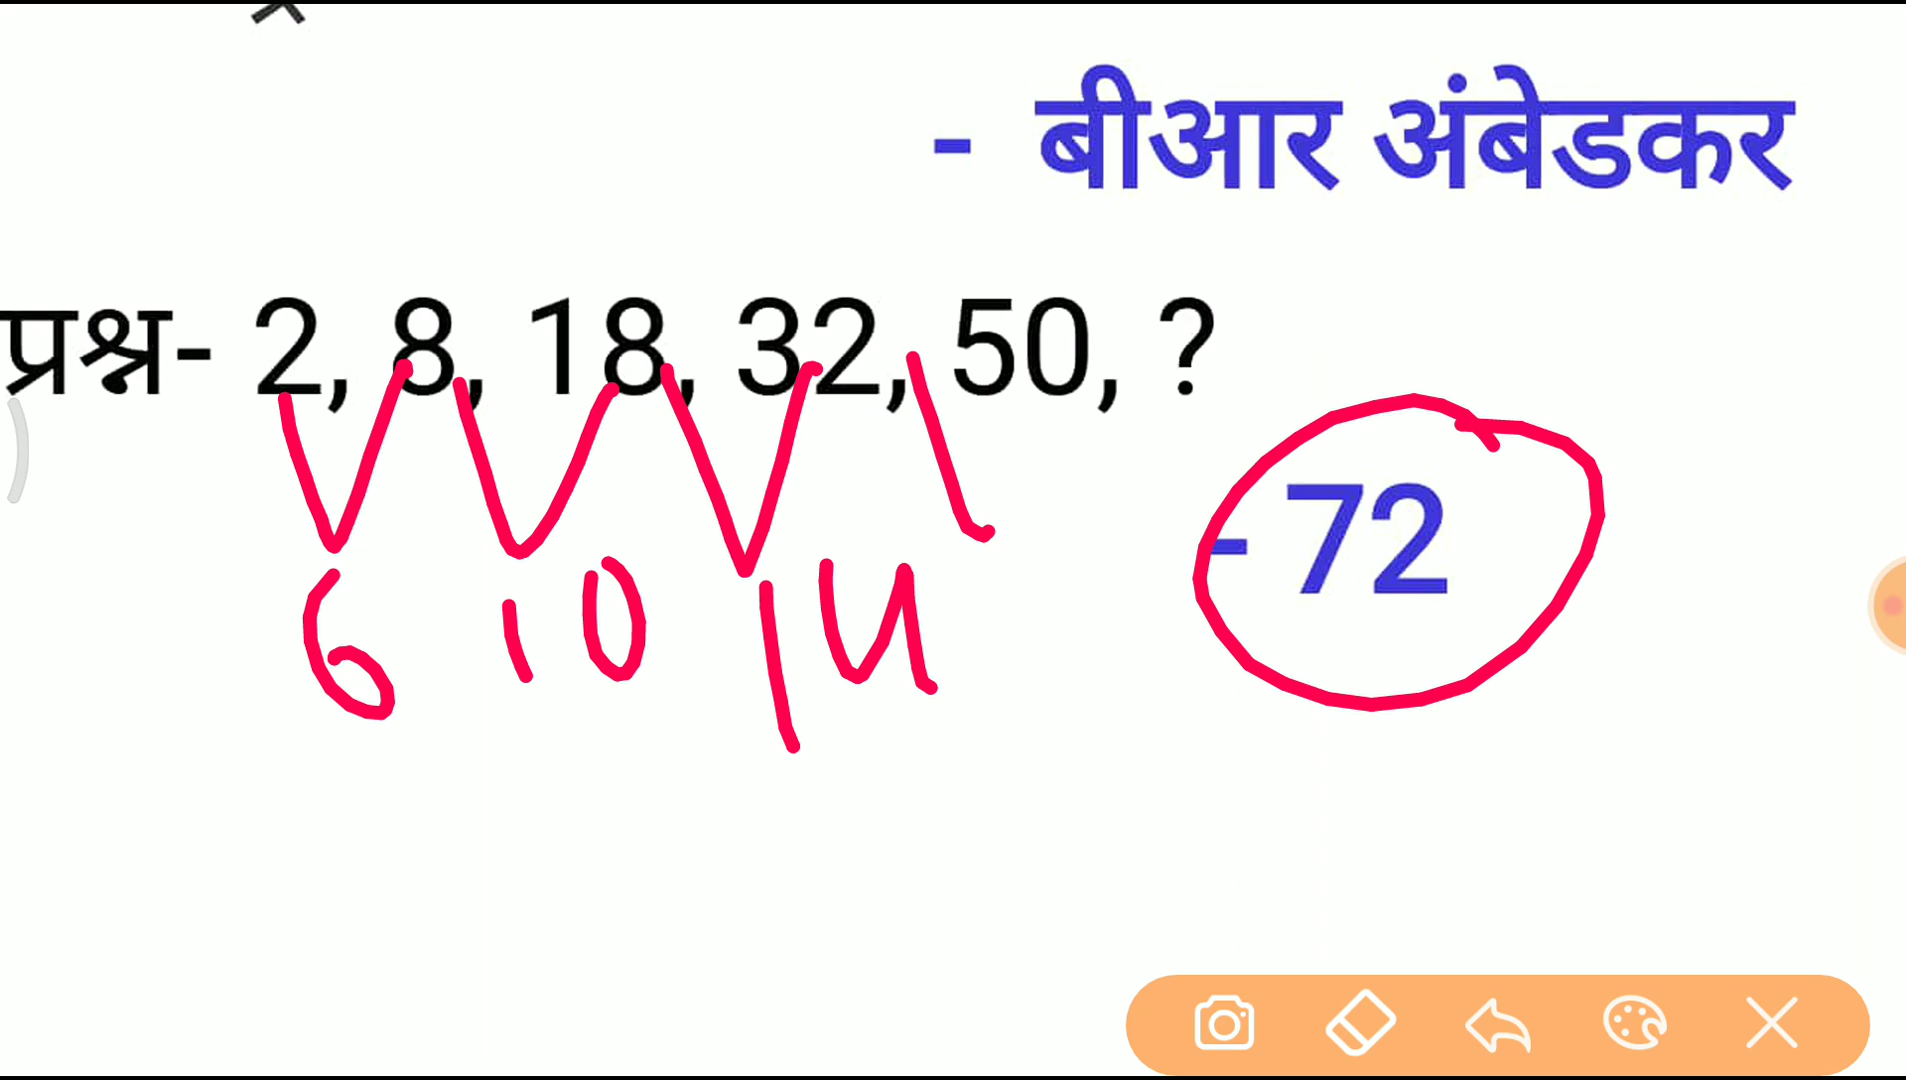 - बीआर अंबेडकर
प्रश्न- 2, 8, 18, 32, 50, ?
- 72
6 10 14